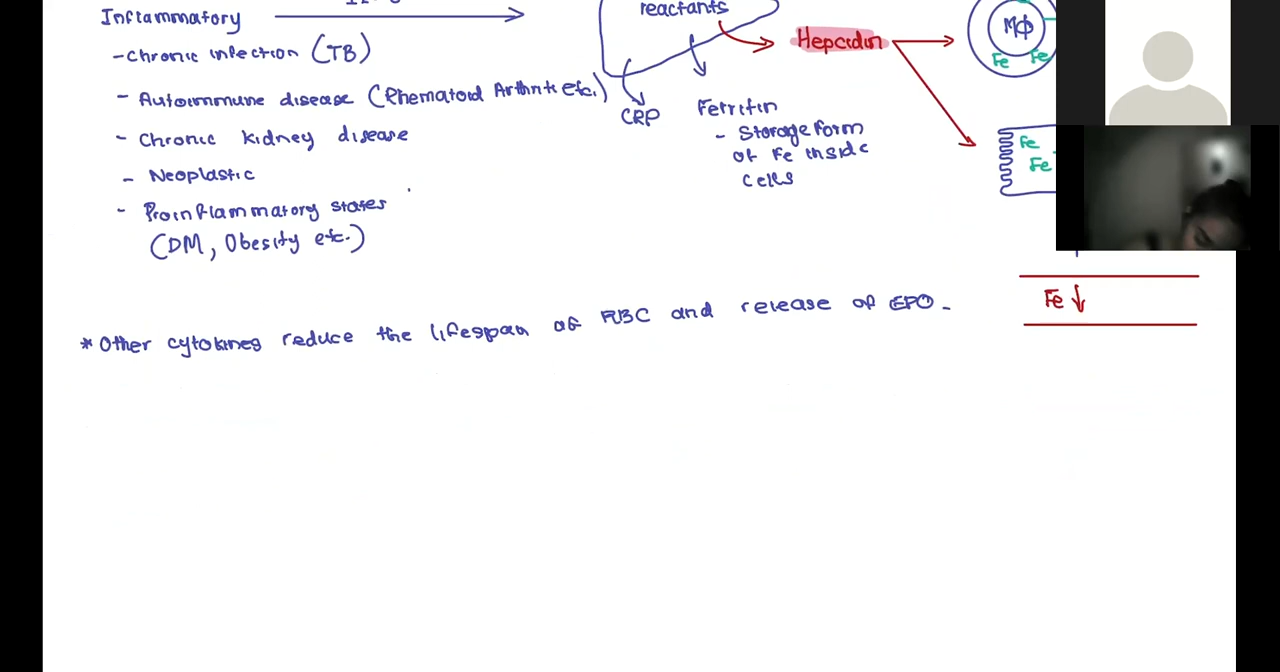 reactants
Inflammatory
Hepcidin
MΦ
Fe Fe
-Chronic infection (TB)
- Autoimmune disease (Rhematoid Arthritis etc.)
CRP
Ferritin
- Storage form
of Fe inside
cells
Fe
Fe
- Chronic kidney disease
- Neoplastic
- Proinflammatory states
(DM, Obesity etc.)
Fe ↓
*Other cytokines reduce the lifespan of RBC and release of EPO.